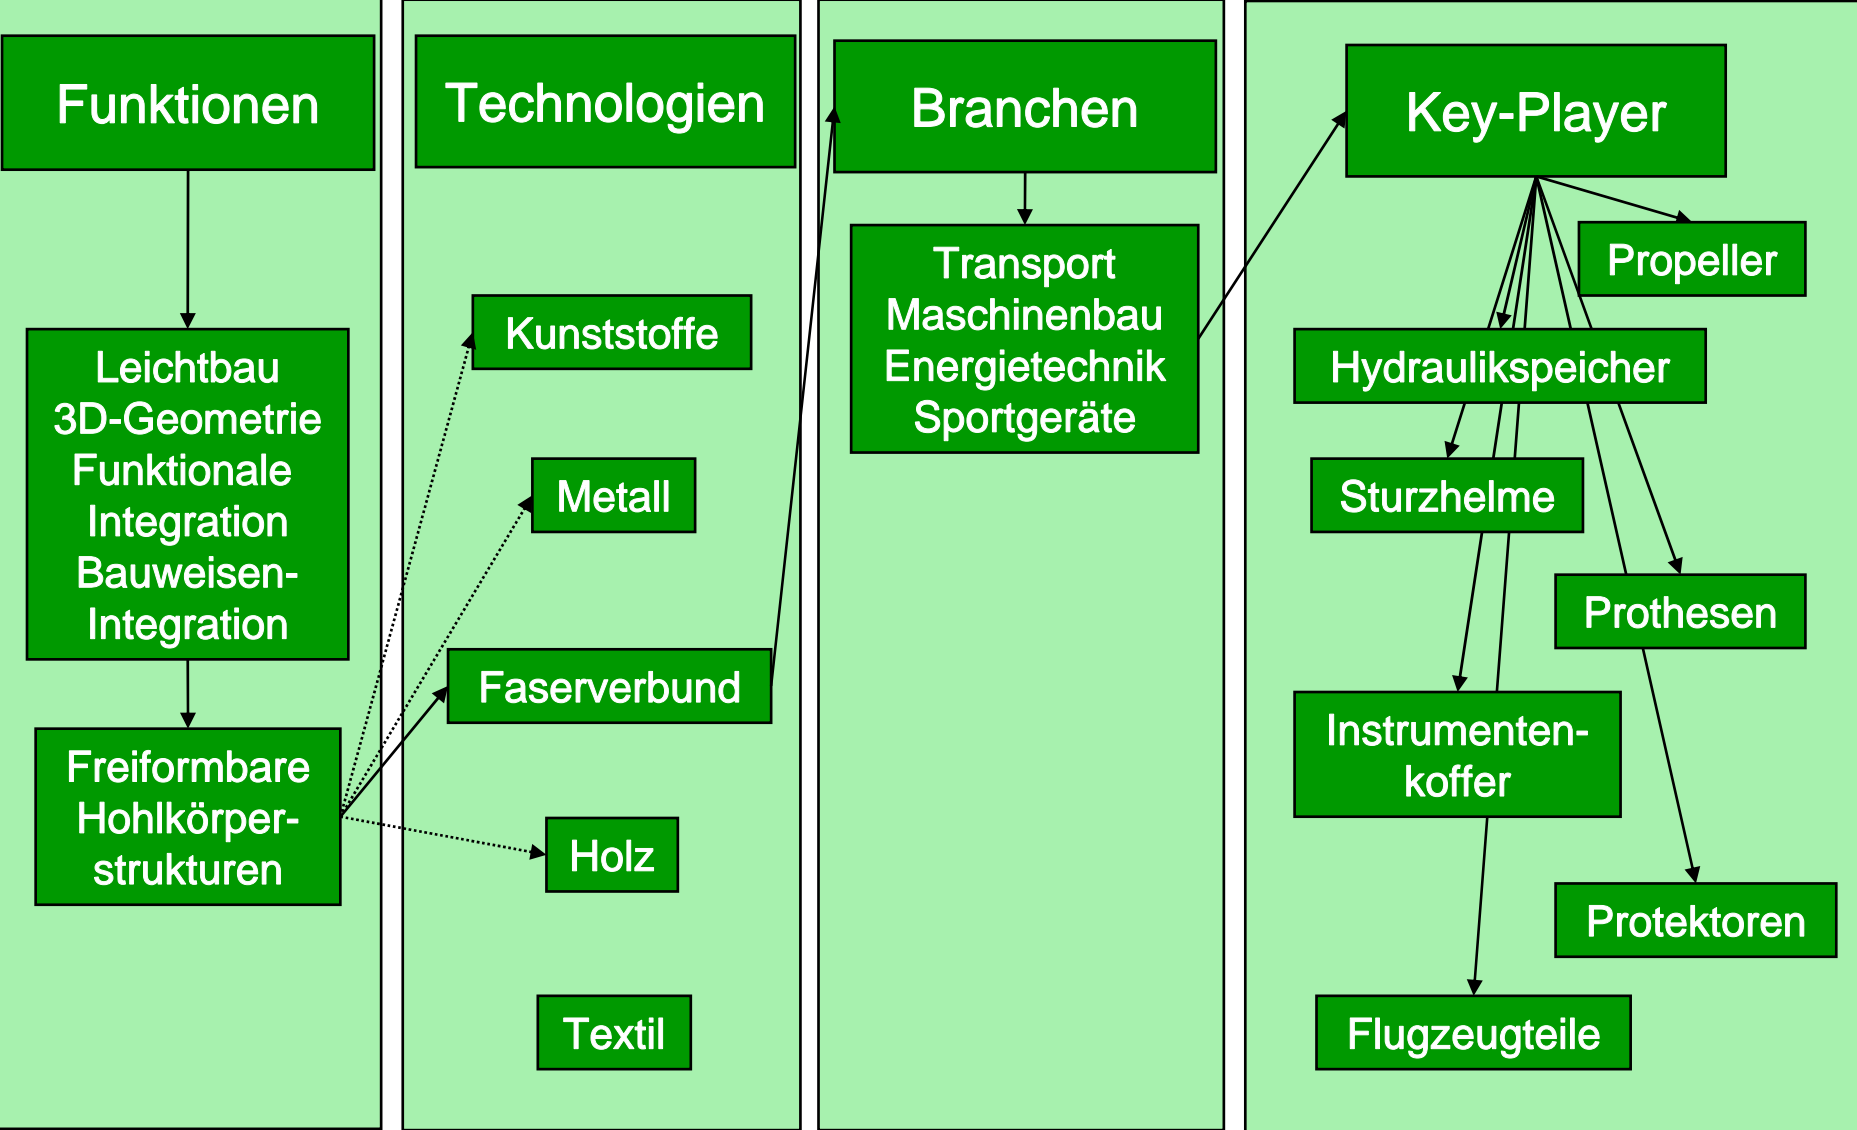 Funktionen
Leichtbau
3D-Geometrie
Funktionale
Integration
Bauweisen-
Integration
Freiformbare
Hohlkörper-
strukturen
Technologien
Kunststoffe
Metall
Faserverbund
Holz
Textil
Branchen
Transport
Maschinenbau
Energietechnik
Sportgeräte
Key-Player
Propeller
Hydraulikspeicher
Sturzhelme
Prothesen
Instrumenten-
koffer
Protektoren
Flugzeugteile